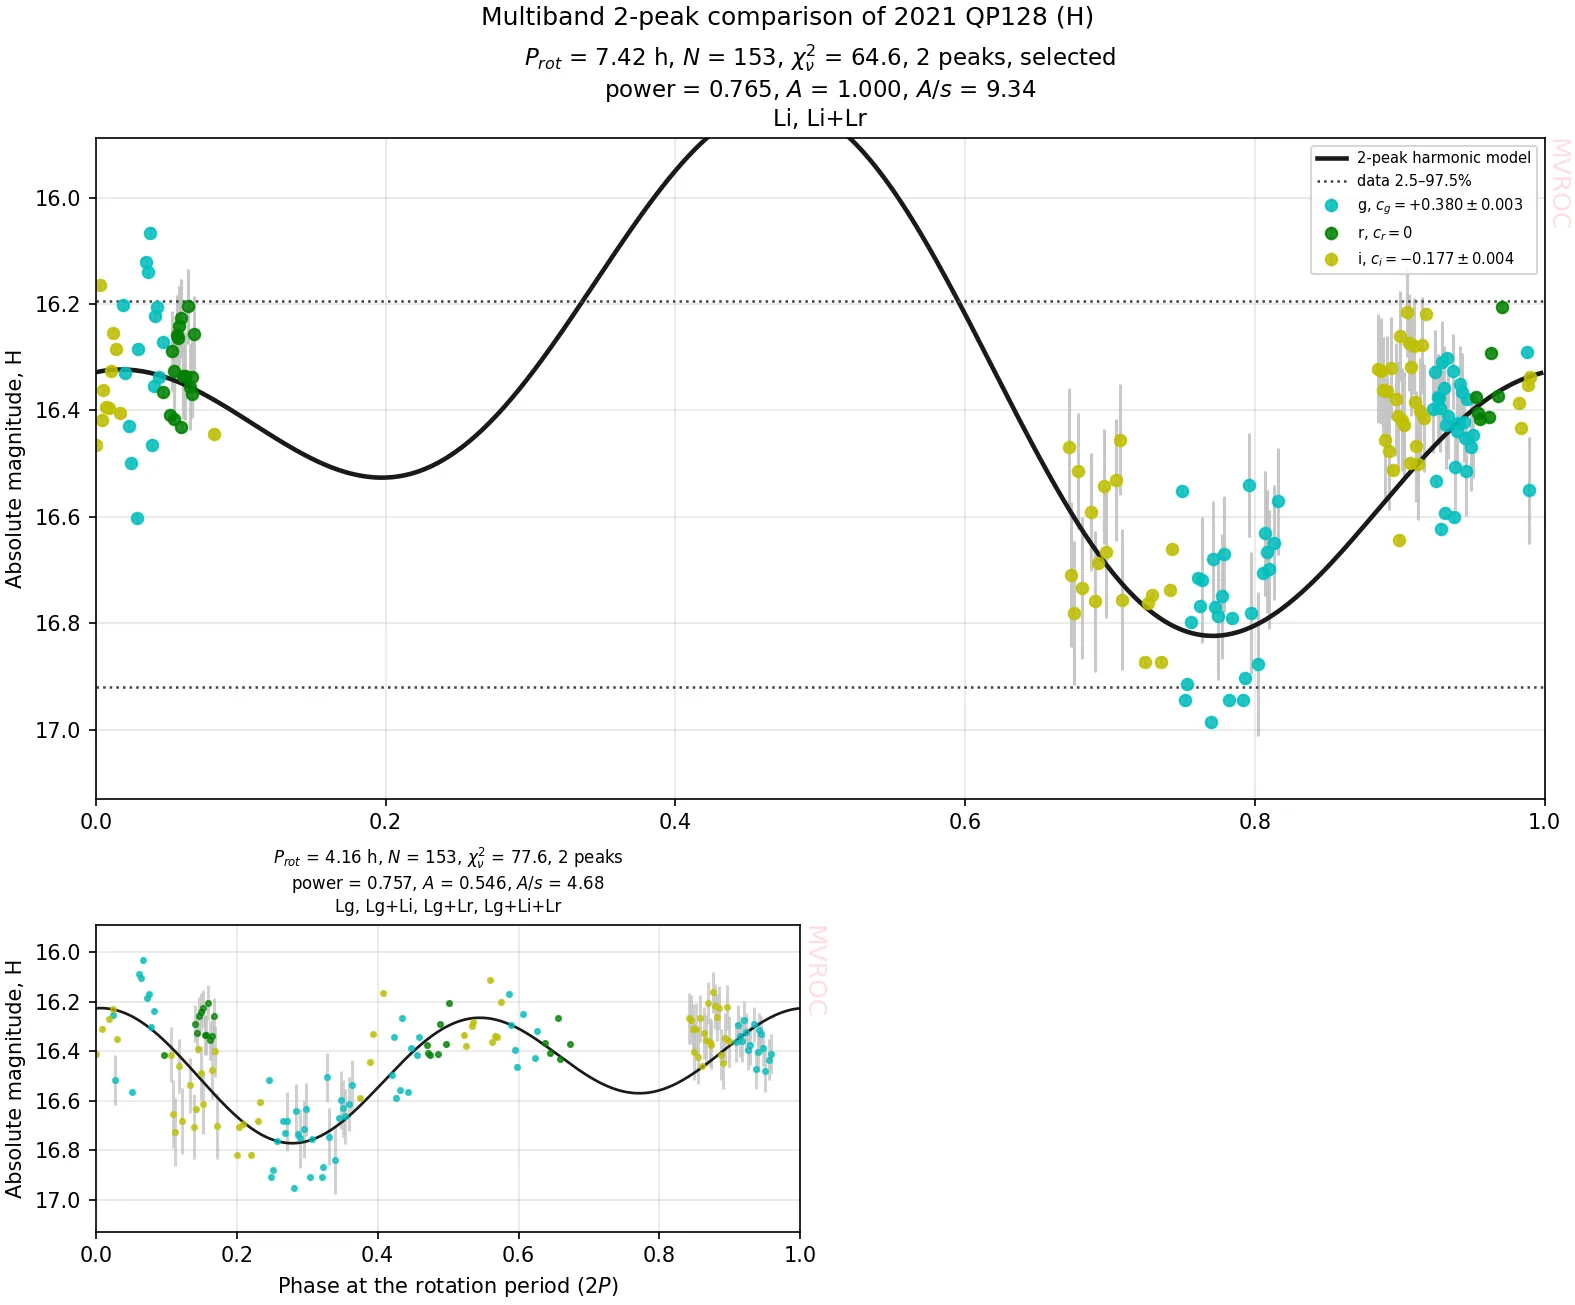 Multiband 2-peak comparison of 2021 QP128 (H)
P_rot = 7.42 h, N = 153, χ²_ν = 64.6, 2 peaks, selected
power = 0.765, A = 1.000, A/s = 9.34
Li, Li+Lr
MVROC
2-peak harmonic model
data 2.5–97.5%
g, c_g = +0.380 ± 0.003
r, c_r = 0
i, c_i = −0.177 ± 0.004
Absolute magnitude, H
16.0
16.2
16.4
16.6
16.8
17.0
0.0 0.2 0.4 0.6 0.8 1.0
P_rot = 4.16 h, N = 153, χ²_ν = 77.6, 2 peaks
power = 0.757, A = 0.546, A/s = 4.68
Lg, Lg+Li, Lg+Lr, Lg+Li+Lr
MVROC
Absolute magnitude, H
16.0
16.2
16.4
16.6
16.8
17.0
0.0 0.2 0.4 0.6 0.8 1.0
Phase at the rotation period (2P)